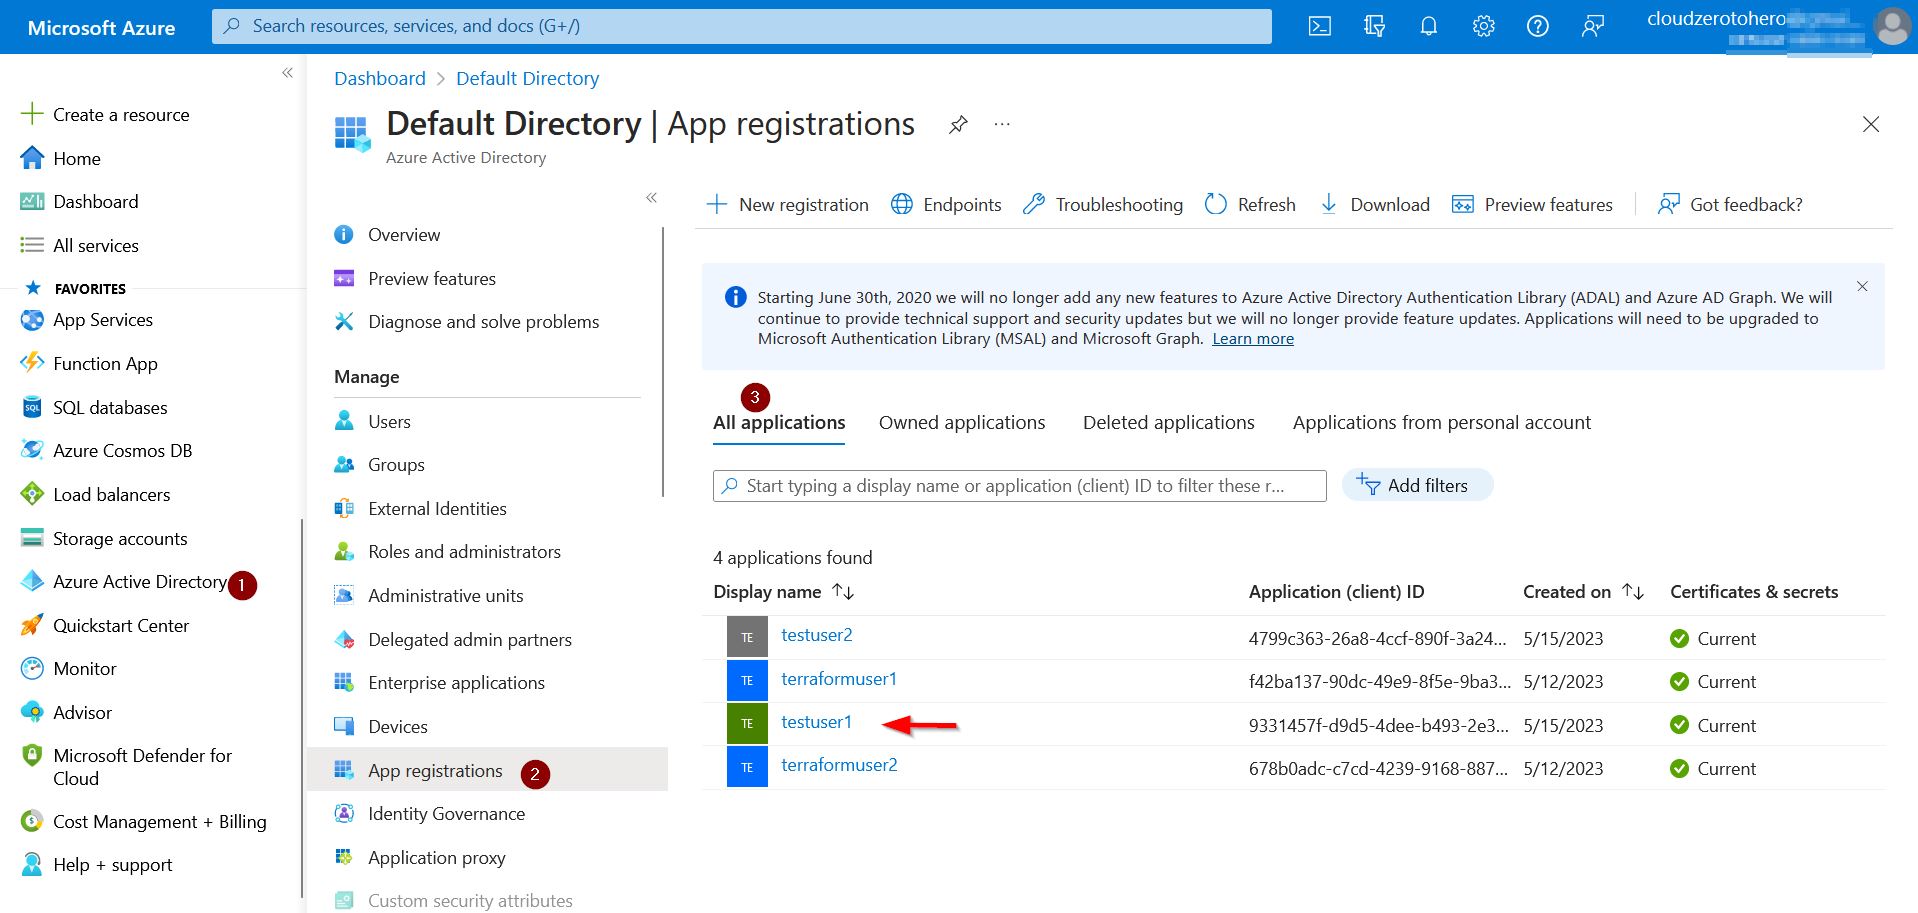 Microsoft Azure
Search resources, services, and docs (G+/)
cloudzerotohero
Create a resource
Home
Dashboard
All services
FAVORITES
App Services
Function App
SQL databases
Azure Cosmos DB
Load balancers
Storage accounts
Azure Active Directory 1
Quickstart Center
Monitor
Advisor
Microsoft Defender for
Cloud
Cost Management + Billing
Help + support
Dashboard > Default Directory
Default Directory | App registrations
Azure Active Directory
Overview
Preview features
Diagnose and solve problems
Manage
Users
Groups
External Identities
Roles and administrators
Administrative units
Delegated admin partners
Enterprise applications
Devices
App registrations 2
Identity Governance
Application proxy
Custom security attributes
New registration Endpoints Troubleshooting Refresh Download Preview features Got feedback?
Starting June 30th, 2020 we will no longer add any new features to Azure Active Directory Authentication Library (ADAL) and Azure AD Graph. We will
continue to provide technical support and security updates but we will no longer provide feature updates. Applications will need to be upgraded to
Microsoft Authentication Library (MSAL) and Microsoft Graph. Learn more
3
All applications Owned applications Deleted applications Applications from personal account
Start typing a display name or application (client) ID to filter these r... Add filters
4 applications found
Display name Application (client) ID Created on Certificates & secrets
TE testuser2 4799c363-26a8-4ccf-890f-3a24... 5/15/2023 Current
TE terraformuser1 f42ba137-90dc-49e9-8f5e-9ba3... 5/12/2023 Current
TE testuser1 9331457f-d9d5-4dee-b493-2e3... 5/15/2023 Current
TE terraformuser2 678b0adc-c7cd-4239-9168-887... 5/12/2023 Current